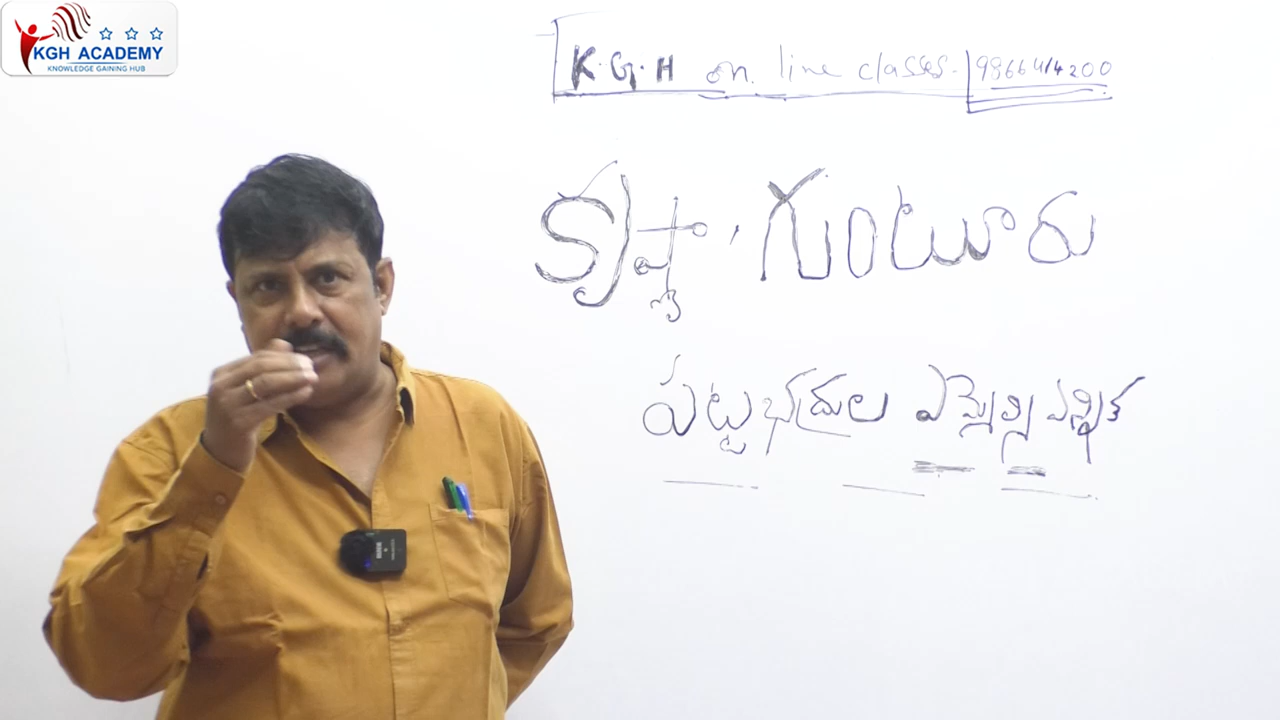 KGH ACADEMY
KNOWLEDGE GAINING HUB
K.G.H on line classes. 9866414200
కృష్ణా, గుంటూరు
పట్టభద్రుల ఎమ్మెల్సి ఎన్నిక